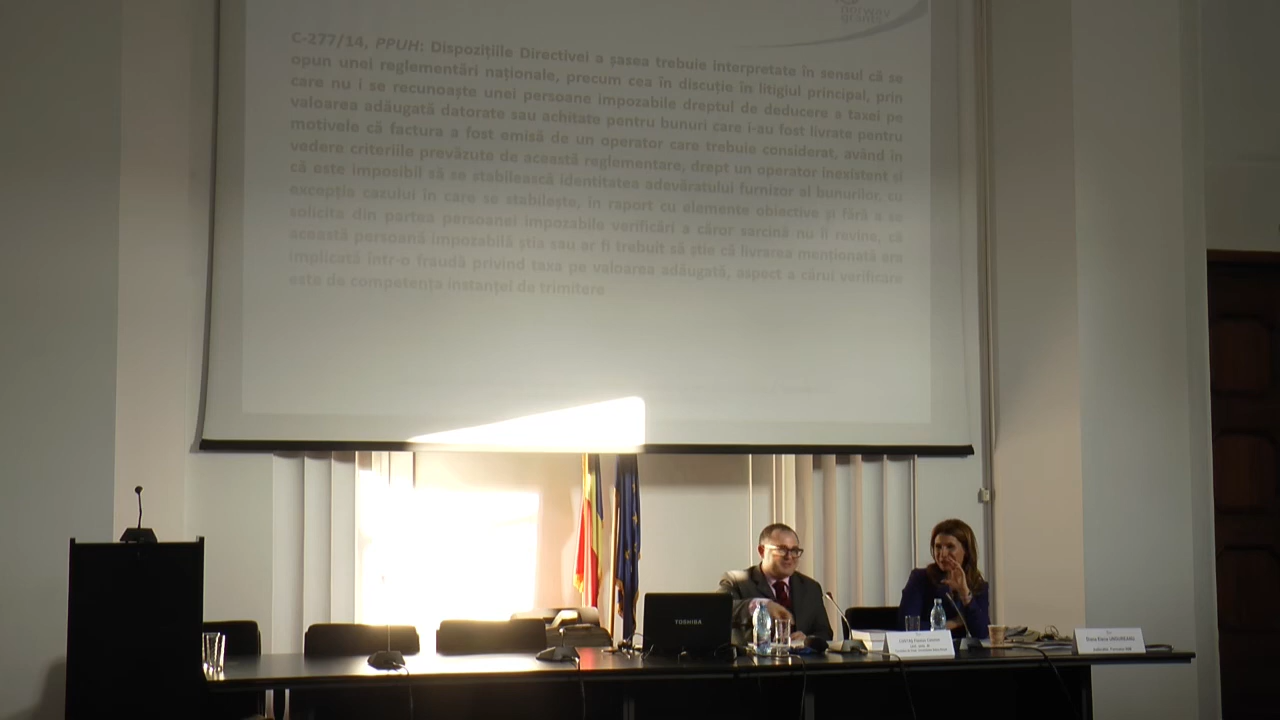 norway
grants
C-277/14, PPUH: Dispozițiile Directivei a șasea trebuie interpretate în sensul că se
opun unei reglementări naționale, precum cea în discuție în litigiul principal, prin
care nu i se recunoaște unei persoane impozabile dreptul de deducere a taxei pe
valoarea adăugată datorate sau achitate pentru bunuri care i-au fost livrate pentru
motivele că factura a fost emisă de un operator care trebuie considerat, având în
vedere criteriile prevăzute de această reglementare, drept un operator inexistent și
că este imposibil să se stabilească identitatea adevăratului furnizor al bunurilor, cu
excepția cazului în care se stabilește, în raport cu elemente obiective și fără a se
solicita din partea persoanei impozabile verificări a căror sarcină nu îi revine, că
această persoană impozabilă știa sau ar fi trebuit să știe că livrarea menționată era
implicată într-o fraudă privind taxa pe valoarea adăugată, aspect a cărui verificare
este de competența instanței de trimitere
TOSHIBA